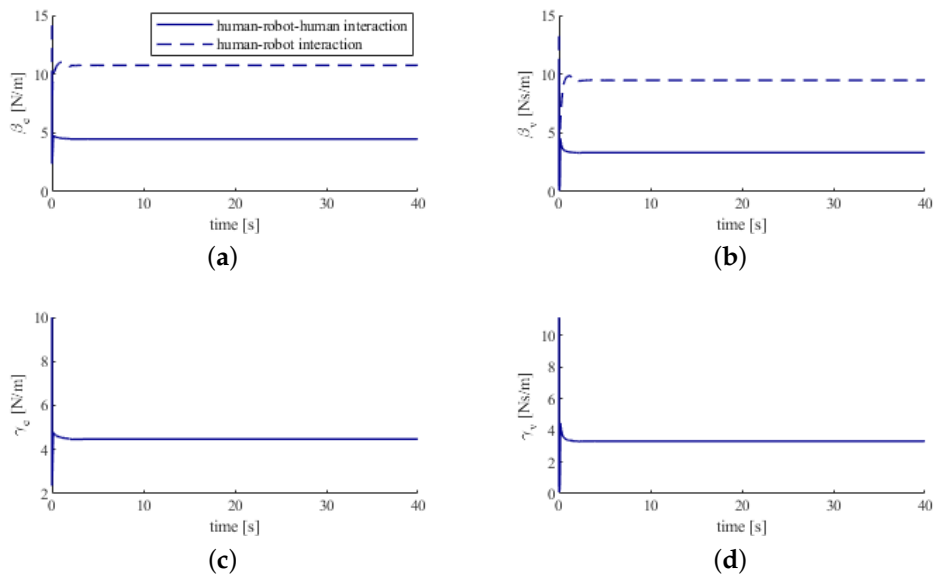 15
10
5
0
β_e [N/m]
human-robot-human interaction
human-robot interaction
0 10 20 30 40
time [s]
(a)
15
10
5
0
β_v [Ns/m]
0 10 20 30 40
time [s]
(b)
10
8
6
4
2
γ_e [N/m]
0 10 20 30 40
time [s]
(c)
10
8
6
4
2
0
γ_v [Ns/m]
0 10 20 30 40
time [s]
(d)